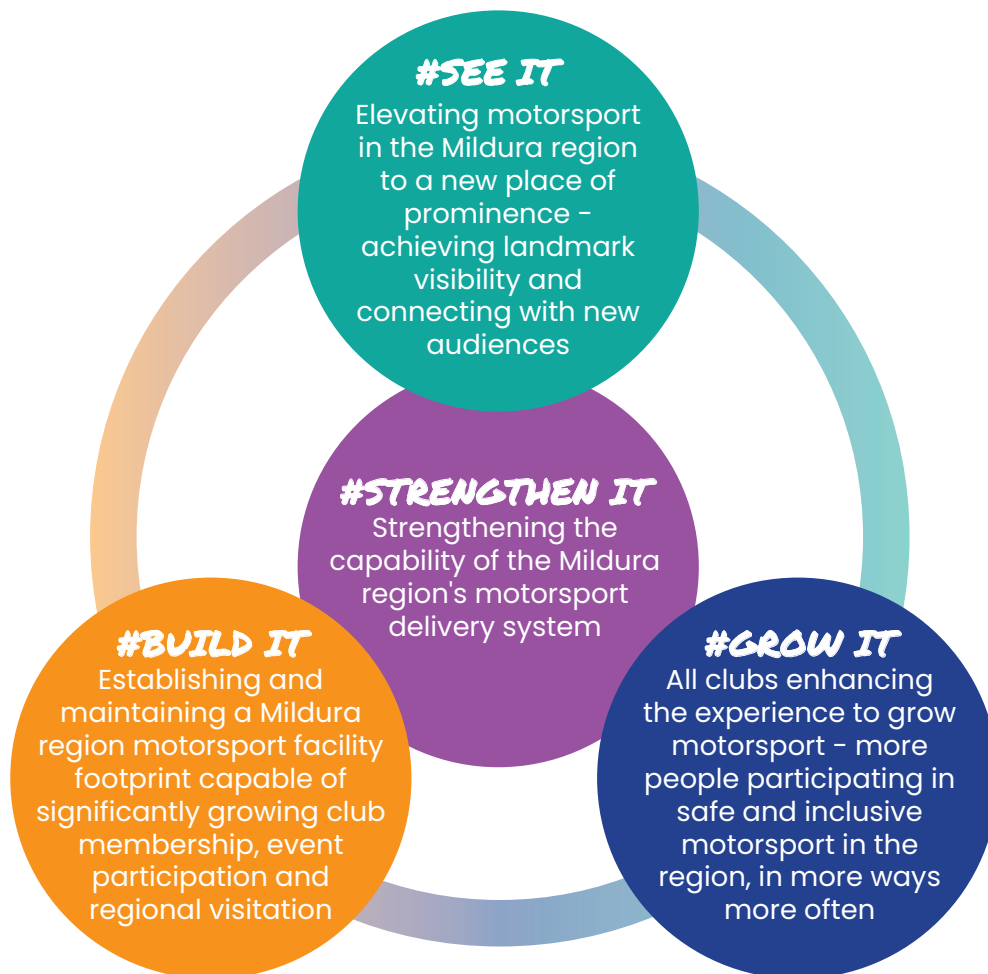 #SEE IT
Elevating motorsport
in the Mildura region
to a new place of
prominence -
achieving landmark
visibility and
connecting with new
audiences
#STRENGTHEN IT
Strengthening the
capability of the Mildura
region's motorsport
delivery system
#BUILD IT
Establishing and
maintaining a Mildura
region motorsport facility
footprint capable of
significantly growing club
membership, event
participation and
regional visitation
#GROW IT
All clubs enhancing
the experience to grow
motorsport - more
people participating in
safe and inclusive
motorsport in the
region, in more ways
more often